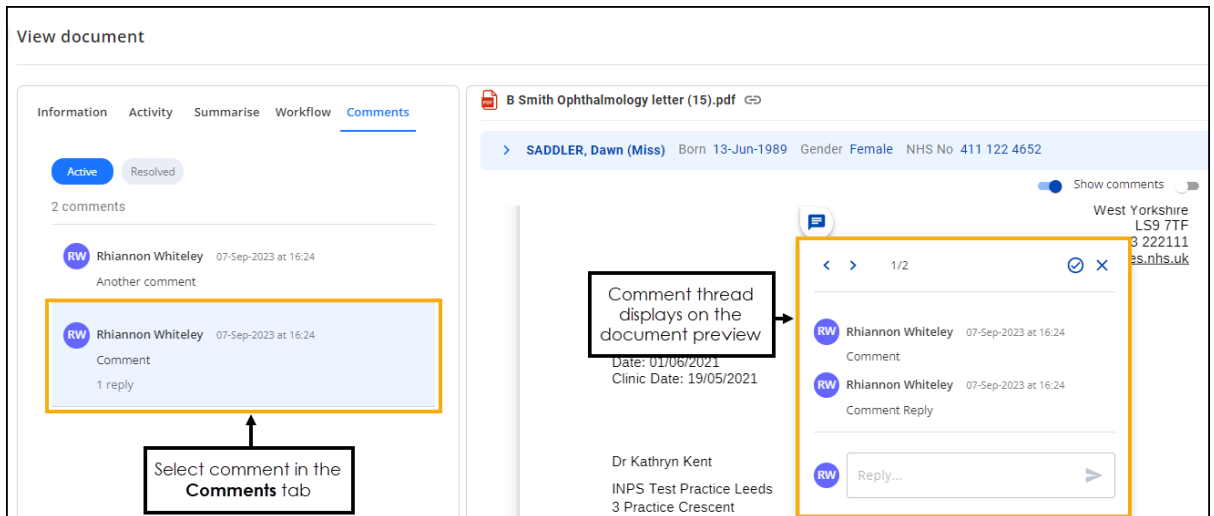 View document
Information Activity Summarise Workflow Comments
Active Resolved
2 comments
RW Rhiannon Whiteley 07-Sep-2023 at 16:24
Another comment
RW Rhiannon Whiteley 07-Sep-2023 at 16:24
Comment
1 reply
Select comment in the
Comments tab
PDF B Smith Ophthalmology letter (15).pdf
SADDLER, Dawn (Miss) Born 13-Jun-1989 Gender Female NHS No 411 122 4652
Show comments
West Yorkshire
LS9 7TF
3 222111
es.nhs.uk
Comment thread
displays on the
document preview
Date: 01/06/2021
Clinic Date: 19/05/2021
Dr Kathryn Kent
INPS Test Practice Leeds
3 Practice Crescent
1/2
RW Rhiannon Whiteley 07-Sep-2023 at 16:24
Comment
RW Rhiannon Whiteley 07-Sep-2023 at 16:24
Comment Reply
RW Reply...